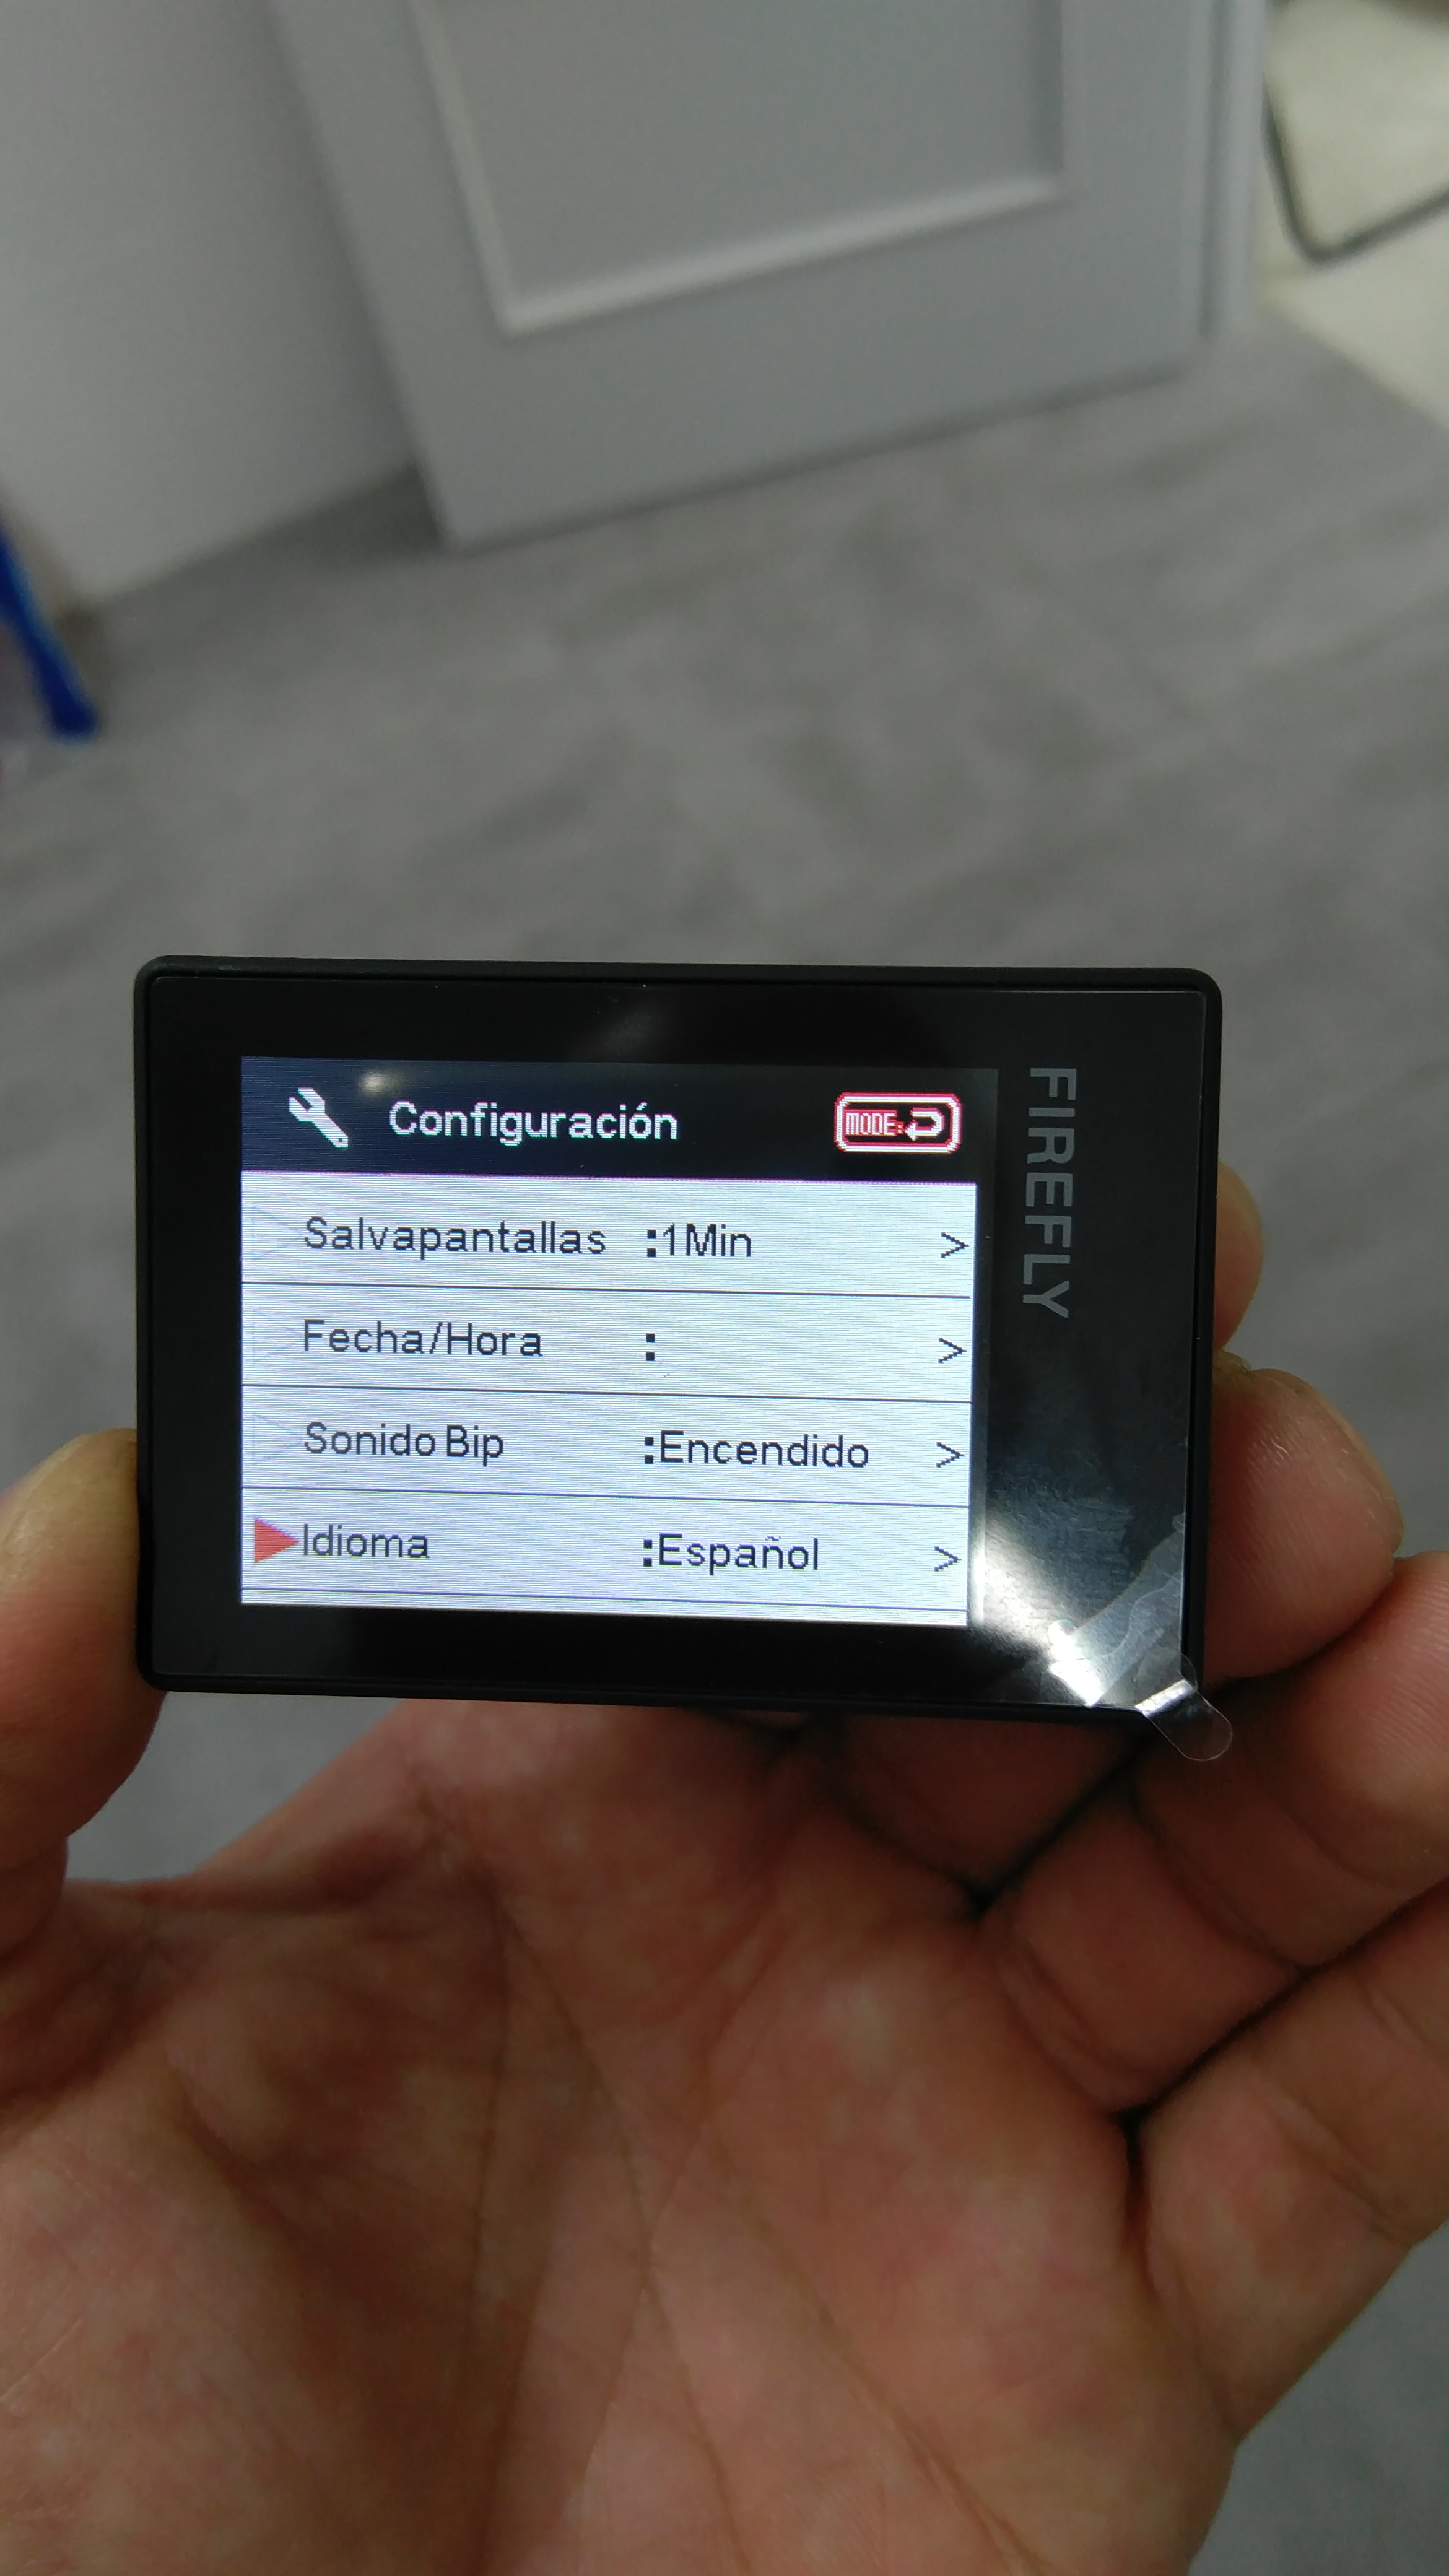 Configuración MODE:
Salvapantallas :1Min >
Fecha/Hora : >
Sonido Bip :Encendido >
Idioma :Español >
FIREFLY